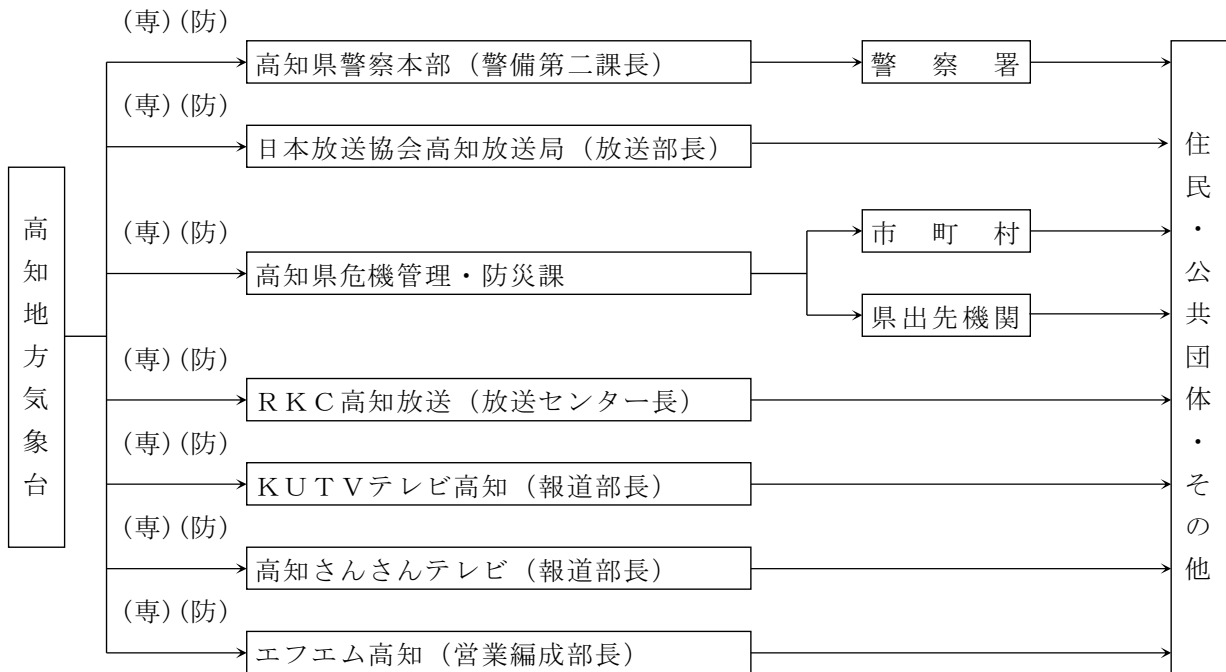 (専)(防)
高知県警察本部（警備第二課長）
警察署
(専)(防)
日本放送協会高知放送局（放送部長）
(専)(防)
高知県危機管理・防災課
市町村
県出先機関
高知地方気象台
(専)(防)
ＲＫＣ高知放送（放送センター長）
(専)(防)
ＫＵＴＶテレビ高知（報道部長）
(専)(防)
高知さんさんテレビ（報道部長）
(専)(防)
エフエム高知（営業編成部長）
住民・公共団体・その他